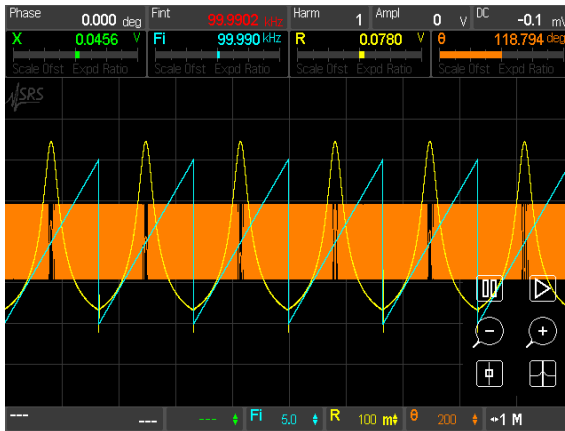 Phase 0.000 deg Fint 99.9902 kHz Harm 1 Ampl 0 V DC -0.1 mV
X 0.0456 V Fi 99.990 kHz R 0.0780 V θ 118.794 deg
Scale Ofst Expd Ratio Scale Ofst Expd Ratio Scale Ofst Expd Ratio Scale Ofst Expd Ratio
SRS
--- --- --- Fi 5.0 R 100 m θ 200 1 M